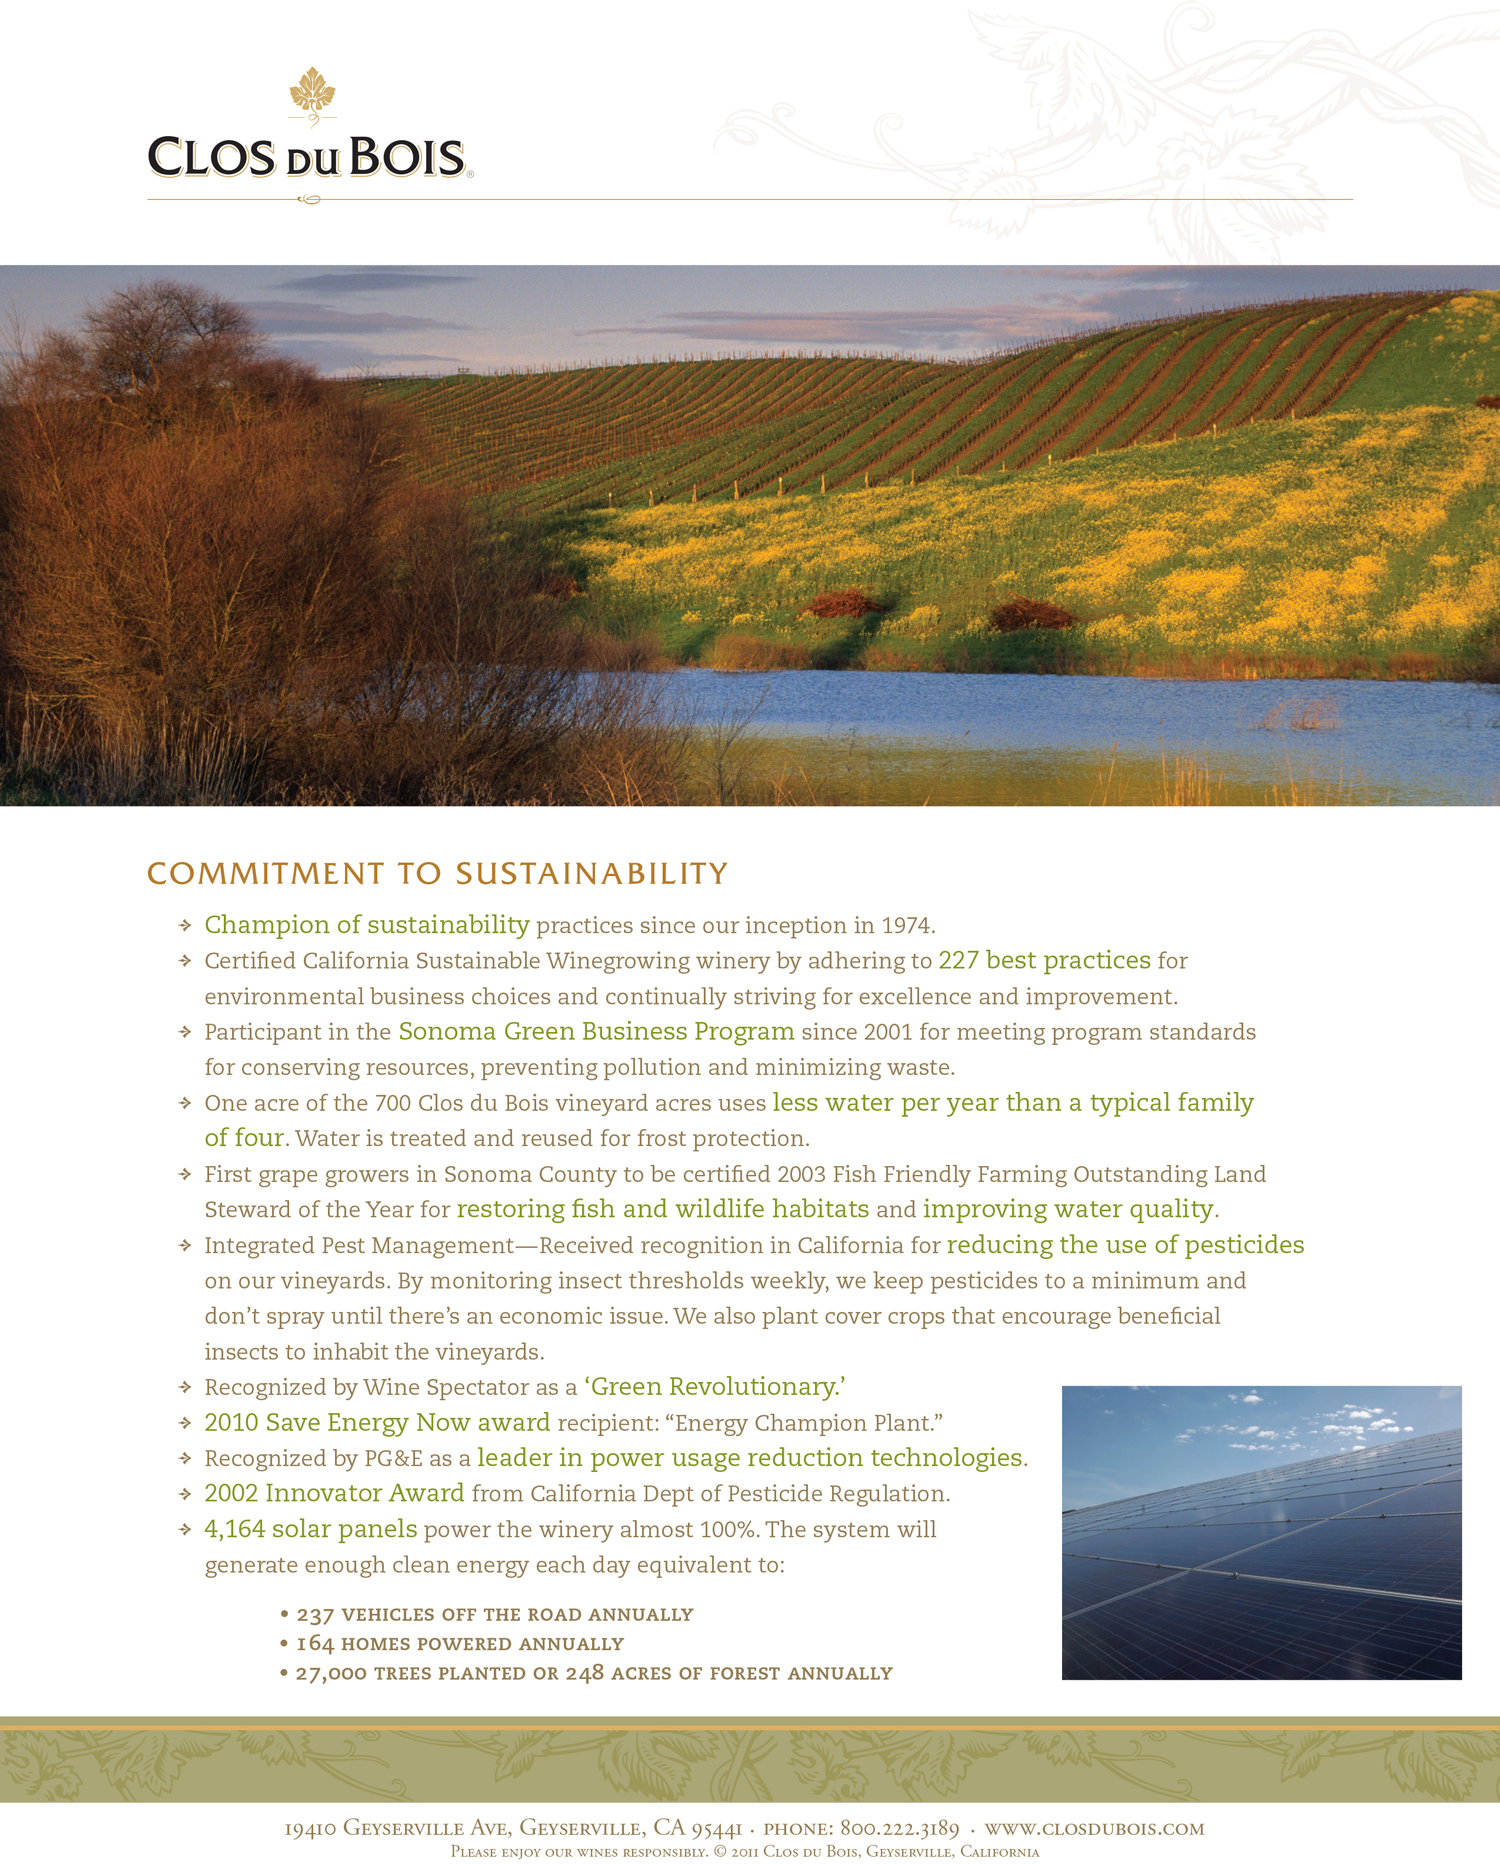 CLOS DU BOIS®
COMMITMENT TO SUSTAINABILITY
Champion of sustainability practices since our inception in 1974.
Certified California Sustainable Winegrowing winery by adhering to 227 best practices for
environmental business choices and continually striving for excellence and improvement.
Participant in the Sonoma Green Business Program since 2001 for meeting program standards
for conserving resources, preventing pollution and minimizing waste.
One acre of the 700 Clos du Bois vineyard acres uses less water per year than a typical family
of four. Water is treated and reused for frost protection.
First grape growers in Sonoma County to be certified 2003 Fish Friendly Farming Outstanding Land
Steward of the Year for restoring fish and wildlife habitats and improving water quality.
Integrated Pest Management—Received recognition in California for reducing the use of pesticides
on our vineyards. By monitoring insect thresholds weekly, we keep pesticides to a minimum and
don’t spray until there’s an economic issue. We also plant cover crops that encourage beneficial
insects to inhabit the vineyards.
Recognized by Wine Spectator as a ‘Green Revolutionary.’
2010 Save Energy Now award recipient: “Energy Champion Plant.”
Recognized by PG&E as a leader in power usage reduction technologies.
2002 Innovator Award from California Dept of Pesticide Regulation.
4,164 solar panels power the winery almost 100%. The system will
generate enough clean energy each day equivalent to:
• 237 VEHICLES OFF THE ROAD ANNUALLY
• 164 HOMES POWERED ANNUALLY
• 27,000 TREES PLANTED OR 248 ACRES OF FOREST ANNUALLY
19410 GEYSERVILLE AVE, GEYSERVILLE, CA 95441 · PHONE: 800.222.3189 · WWW.CLOSDUBOIS.COM
PLEASE ENJOY OUR WINES RESPONSIBLY. © 2011 CLOS DU BOIS, GEYSERVILLE, CALIFORNIA